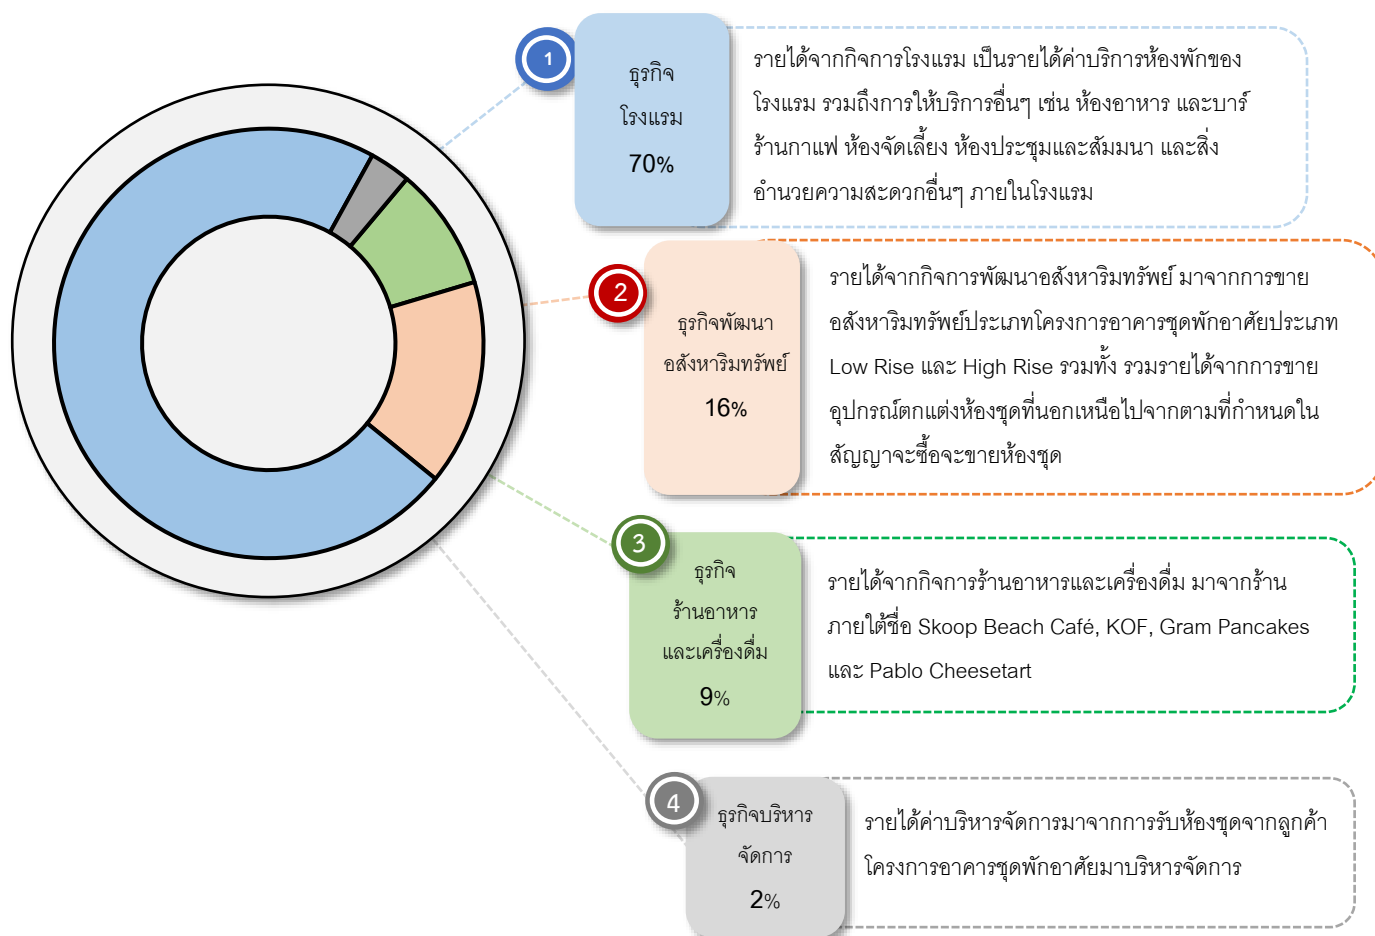 1
ธุรกิจ
โรงแรม
70%
รายได้จากกิจการโรงแรม เป็นรายได้ค่าบริการห้องพักของ
โรงแรม รวมถึงการให้บริการอื่นๆ เช่น ห้องอาหาร และบาร์
ร้านกาแฟ ห้องจัดเลี้ยง ห้องประชุมและสัมมนา และสิ่ง
อำนวยความสะดวกอื่นๆ ภายในโรงแรม
2
ธุรกิจพัฒนา
อสังหาริมทรัพย์
16%
รายได้จากกิจการพัฒนาอสังหาริมทรัพย์ มาจากการขาย
อสังหาริมทรัพย์ประเภทโครงการอาคารชุดพักอาศัยประเภท
Low Rise และ High Rise รวมทั้ง รวมรายได้จากการขาย
อุปกรณ์ตกแต่งห้องชุดที่นอกเหนือไปจากตามที่กำหนดใน
สัญญาจะซื้อจะขายห้องชุด
3
ธุรกิจ
ร้านอาหาร
และเครื่องดื่ม
9%
รายได้จากกิจการร้านอาหารและเครื่องดื่ม มาจากร้าน
ภายใต้ชื่อ Skoop Beach Café, KOF, Gram Pancakes
และ Pablo Cheesetart
4
ธุรกิจบริหาร
จัดการ
2%
รายได้ค่าบริหารจัดการมาจากการรับห้องชุดจากลูกค้า
โครงการอาคารชุดพักอาศัยมาบริหารจัดการ